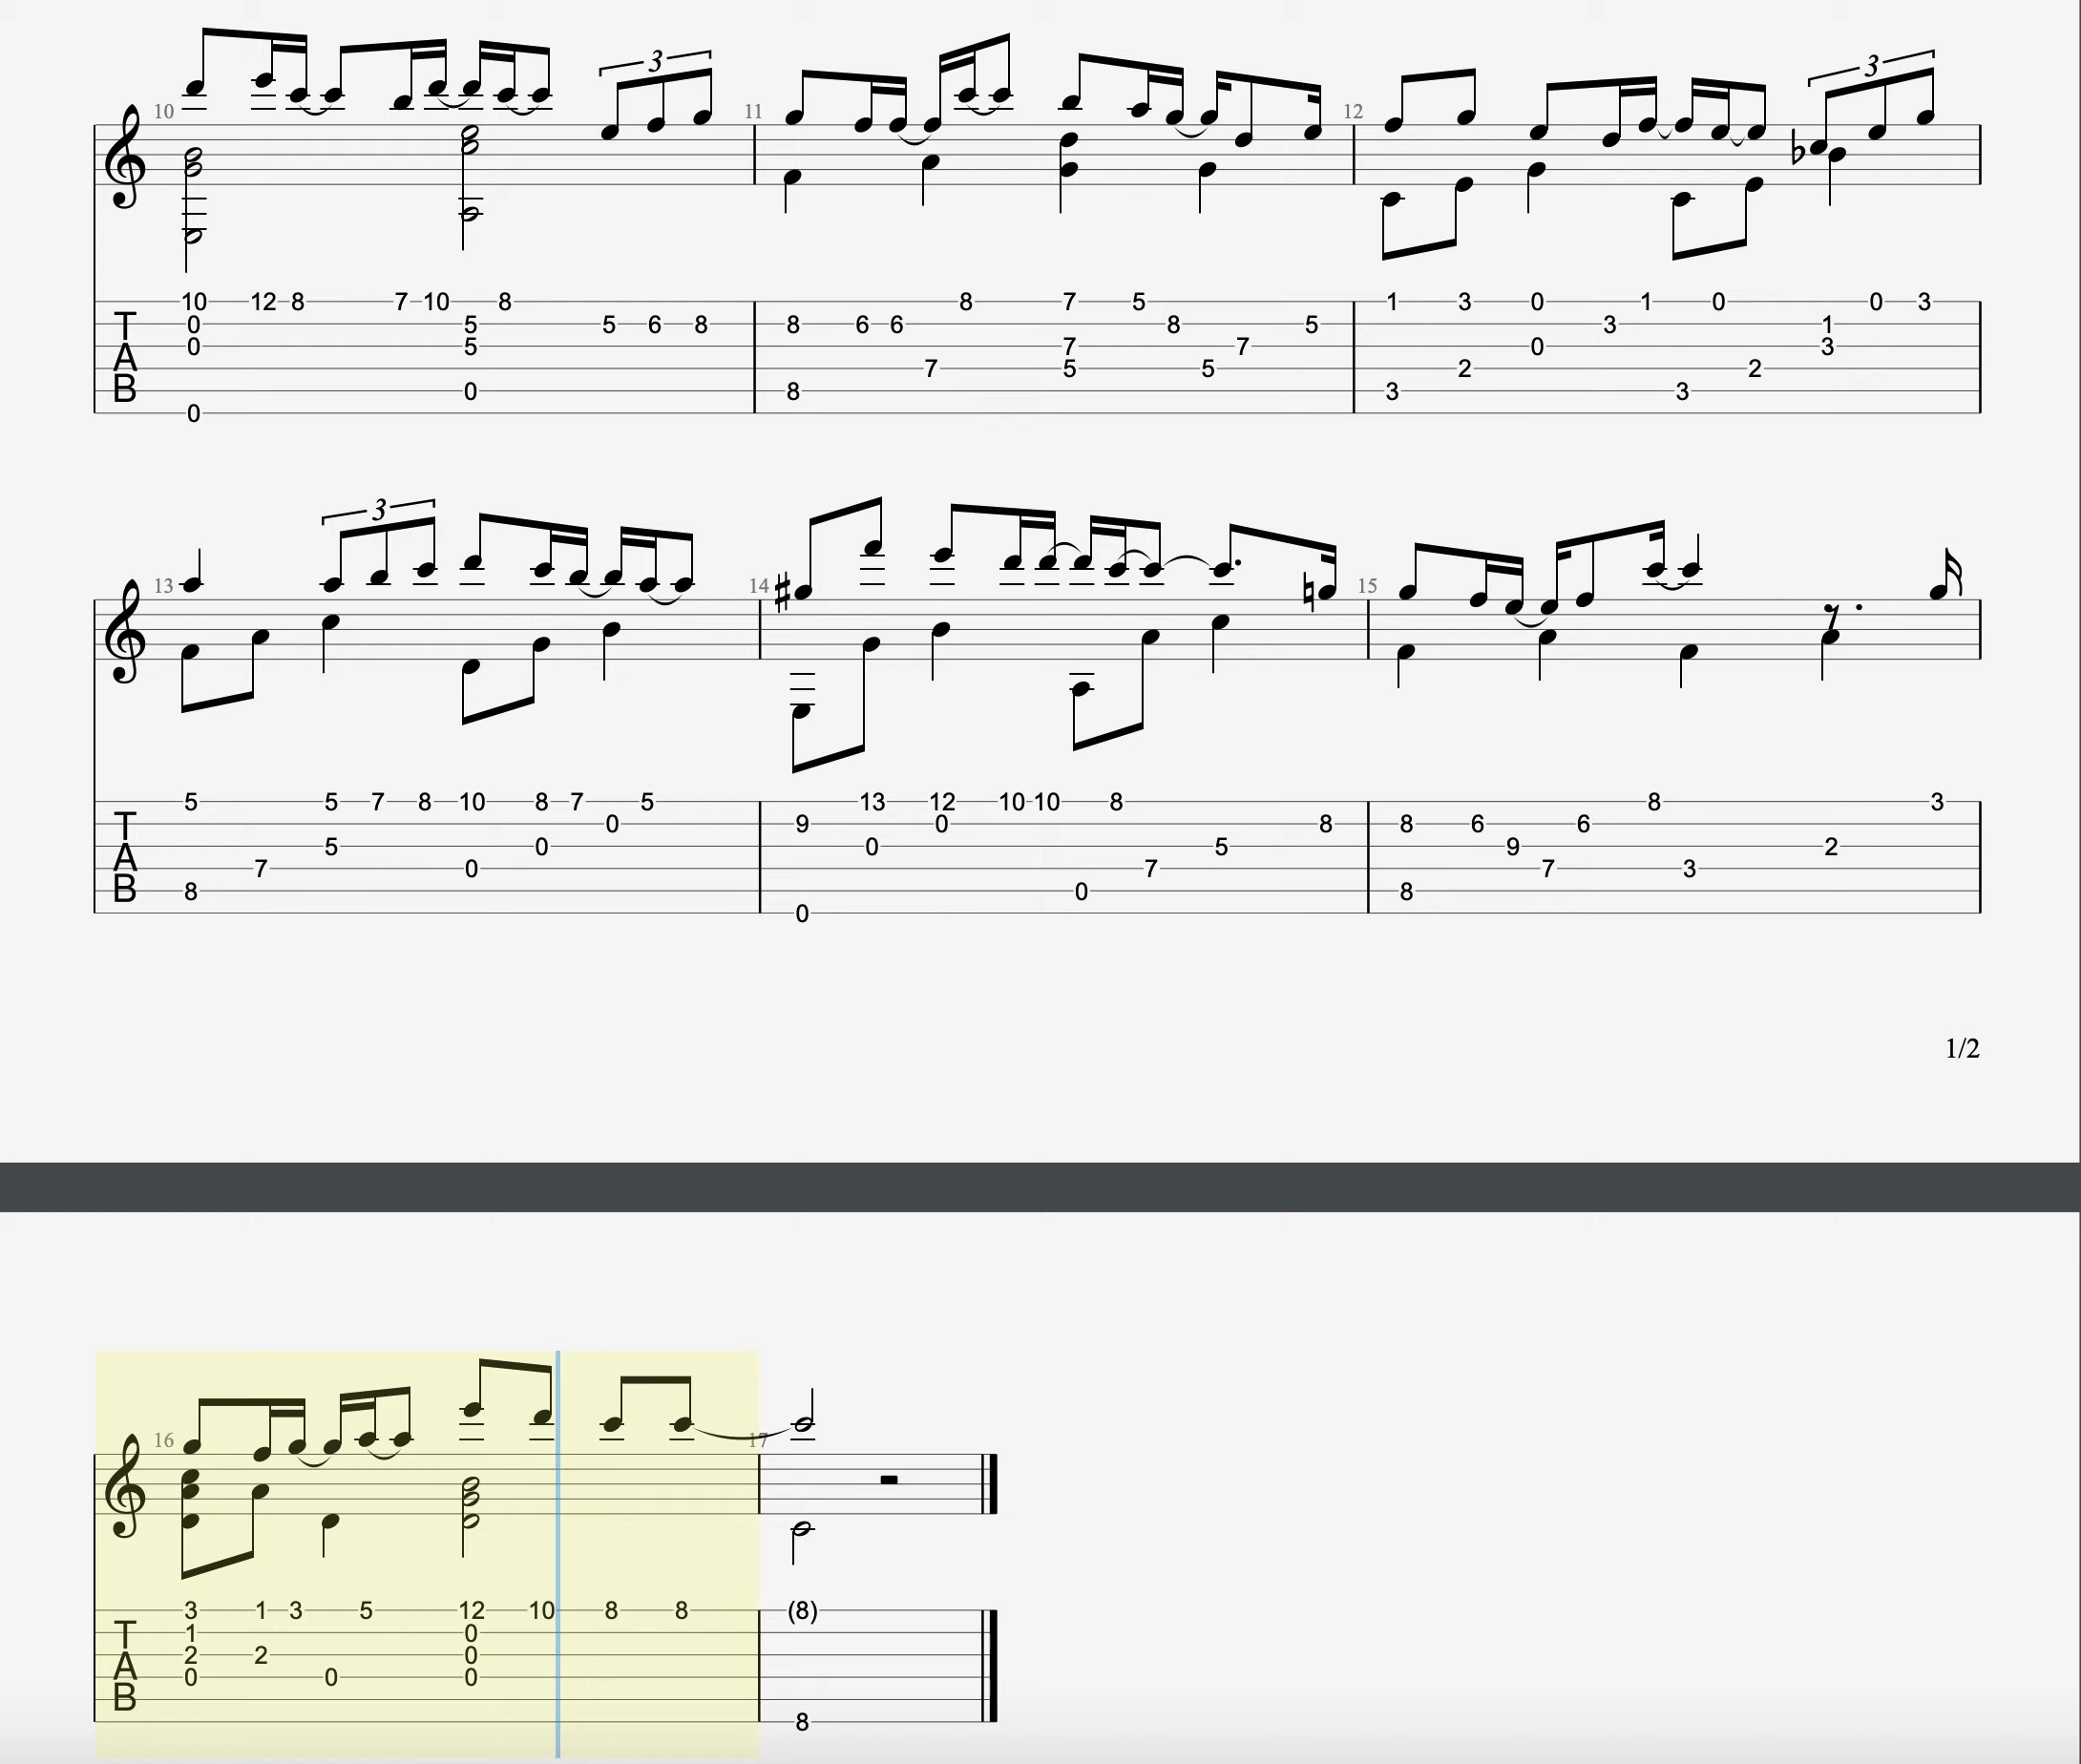 3 3
10 11 12
10 12 8 7 10 8 8 7 5 1 3 0 1 0 0 3
T 0 5 5 6 8 8 6 6 8 5 3 1
0 5 7 7 0 3
A 7 5 5 2 2
B 0 8 3 3
0
3
13 14 15
5 5 7 8 10 8 7 5 13 12 10 10 8 8 3
T 0 9 0 8 8 6 6
5 0 0 5 9 2
A 7 0 7 7 3
B 8 0 8
0
1/2
16 17
3 1 3 5 12 10 8 8 (8)
T 1 0
2 2 0
A 0 0 0
B
8